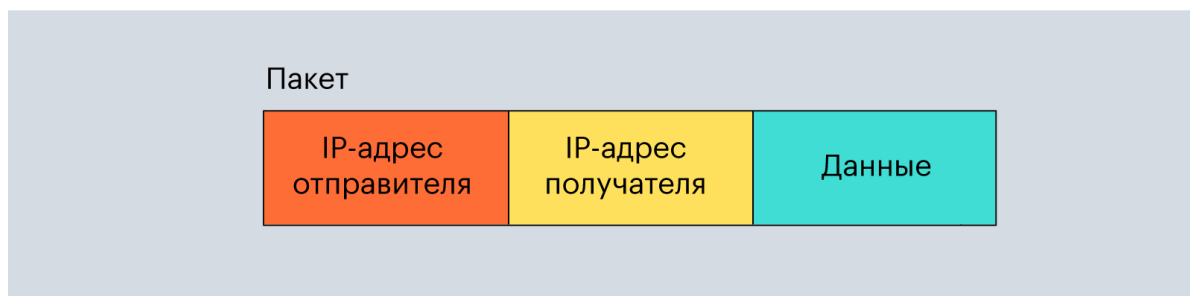 Пакет
IP-адрес
отправителя
IP-адрес
получателя
Данные